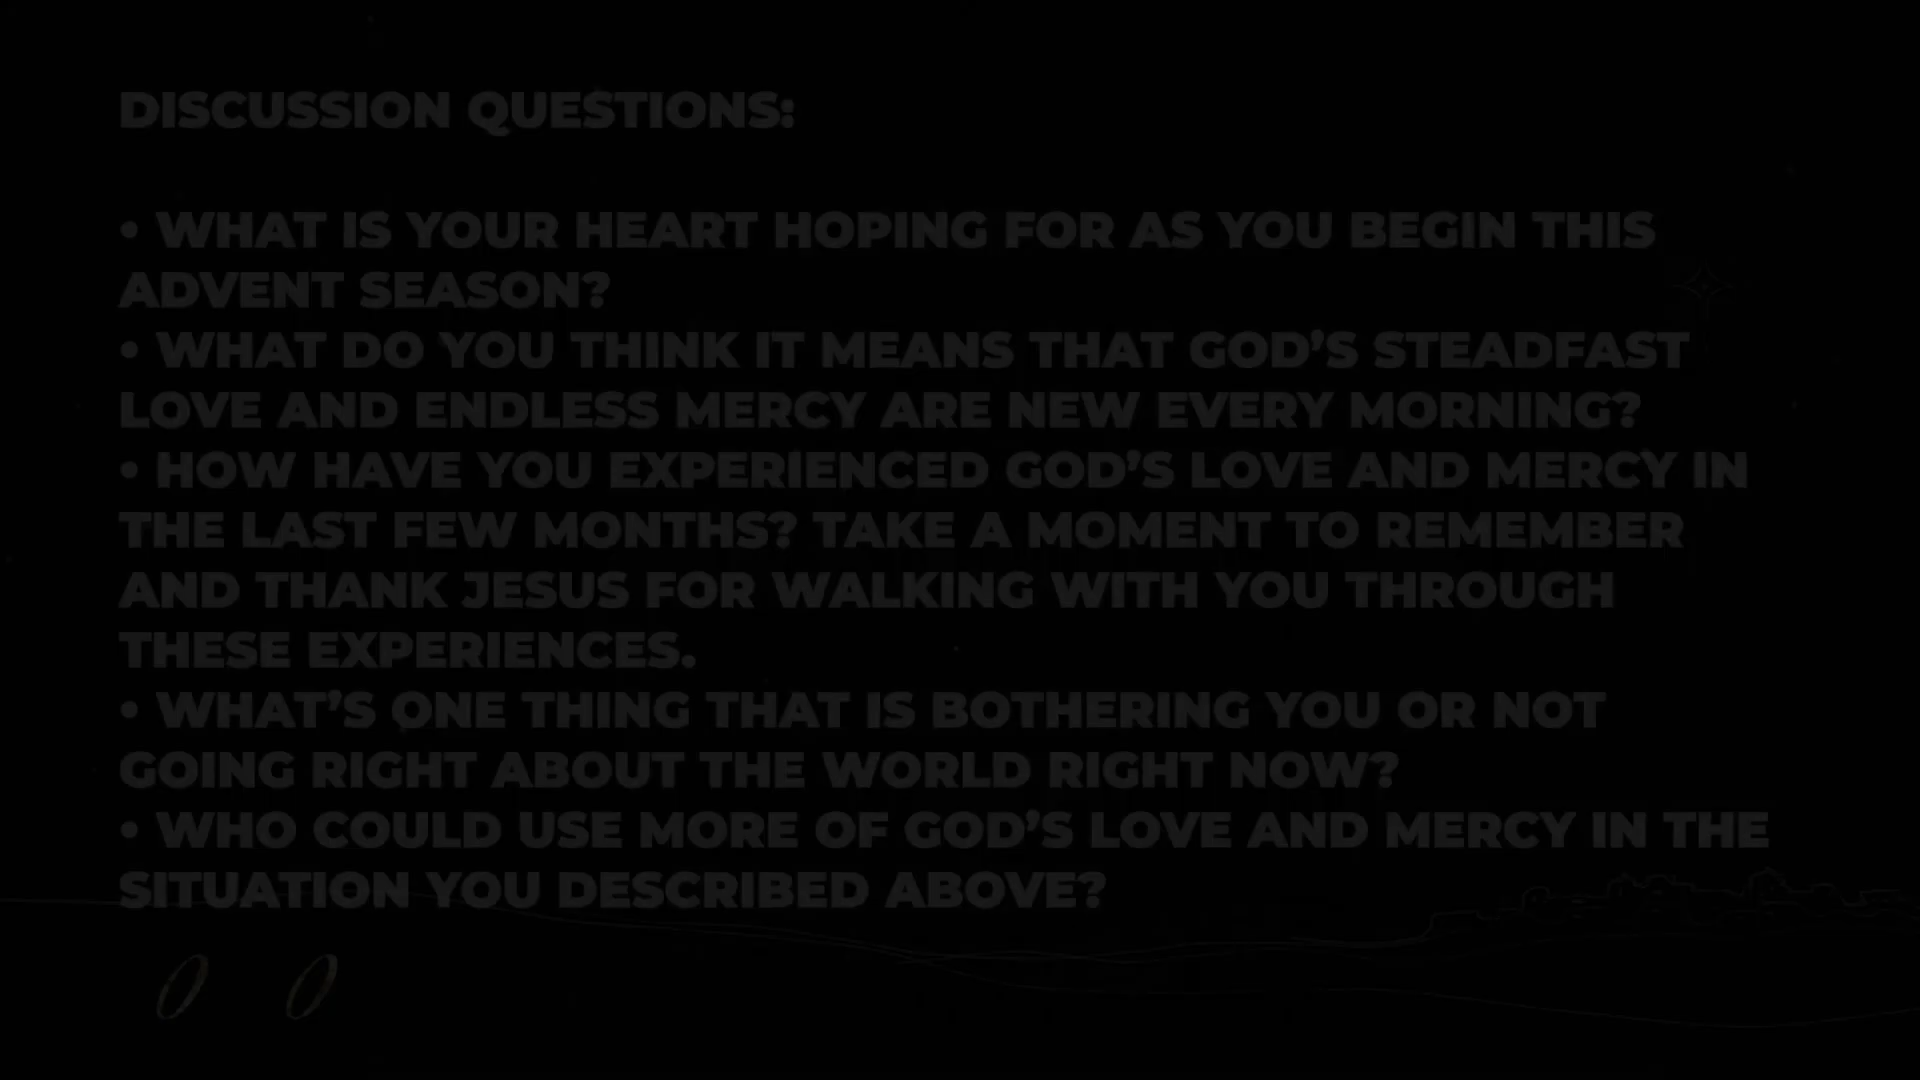 DISCUSSION QUESTIONS:
• WHAT IS YOUR HEART HOPING FOR AS YOU BEGIN THIS
ADVENT SEASON?
• WHAT DO YOU THINK IT MEANS THAT GOD’S STEADFAST
LOVE AND ENDLESS MERCY ARE NEW EVERY MORNING?
• HOW HAVE YOU EXPERIENCED GOD’S LOVE AND MERCY IN
THE LAST FEW MONTHS? TAKE A MOMENT TO REMEMBER
AND THANK JESUS FOR WALKING WITH YOU THROUGH
THESE EXPERIENCES.
• WHAT’S ONE THING THAT IS BOTHERING YOU OR NOT
GOING RIGHT ABOUT THE WORLD RIGHT NOW?
• WHO COULD USE MORE OF GOD’S LOVE AND MERCY IN THE
SITUATION YOU DESCRIBED ABOVE?
0 0